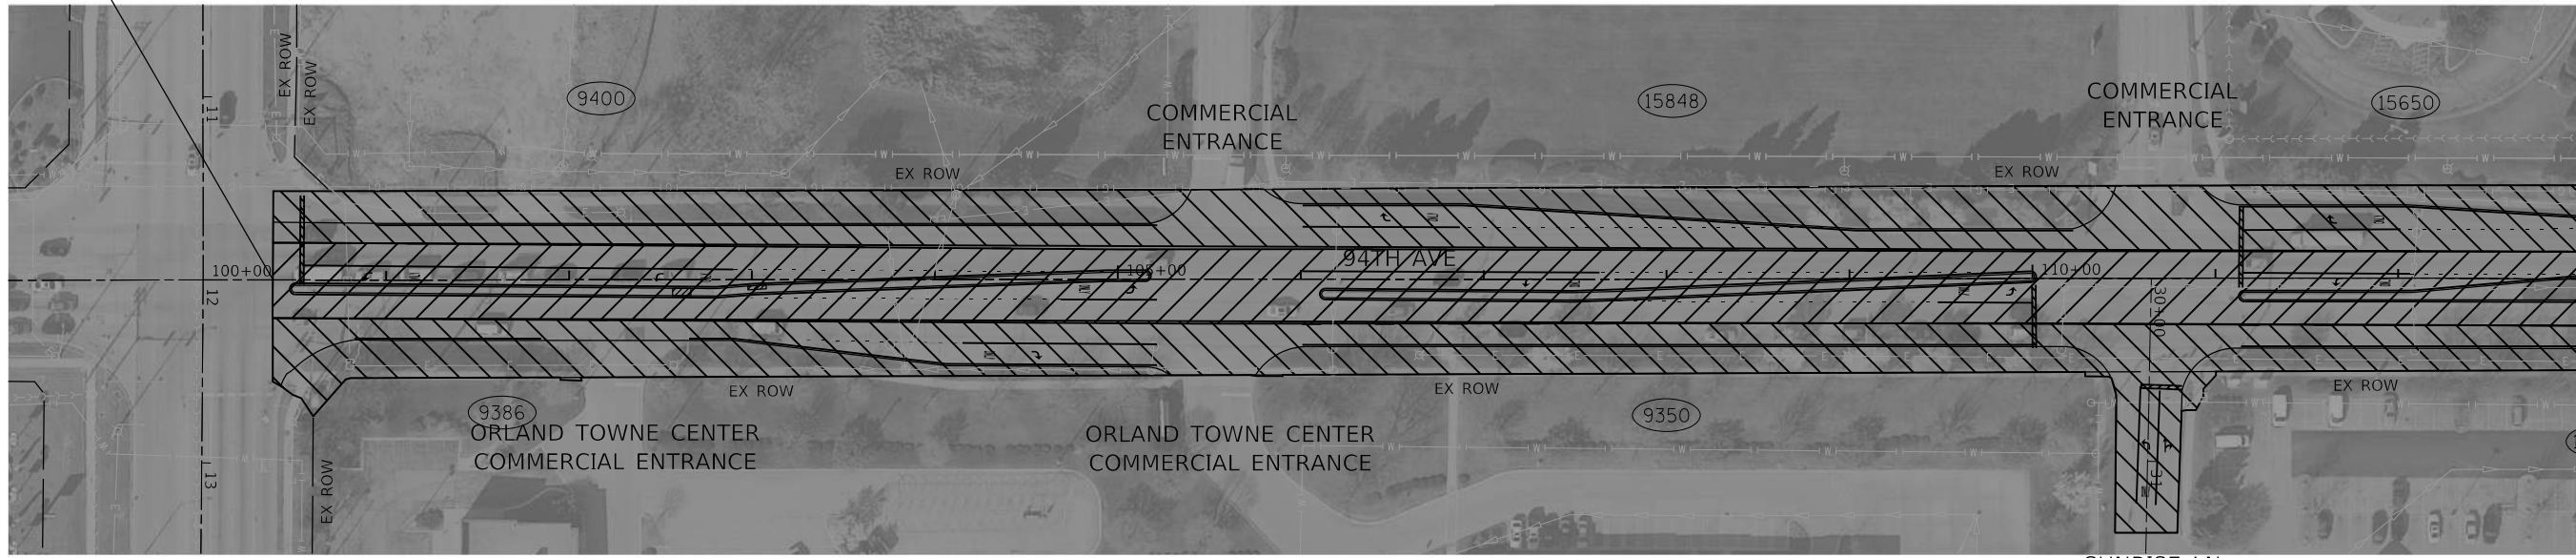 EX ROW
EX ROW
11
9400
COMMERCIAL
ENTRANCE
15848
COMMERCIAL
ENTRANCE
15650
EX ROW
EX ROW
94TH AVE
100+00
105+00
110+00
12
30+00
EX ROW
EX ROW
EX ROW
9386
ORLAND TOWNE CENTER
COMMERCIAL ENTRANCE
ORLAND TOWNE CENTER
COMMERCIAL ENTRANCE
9350
13
EX ROW
31